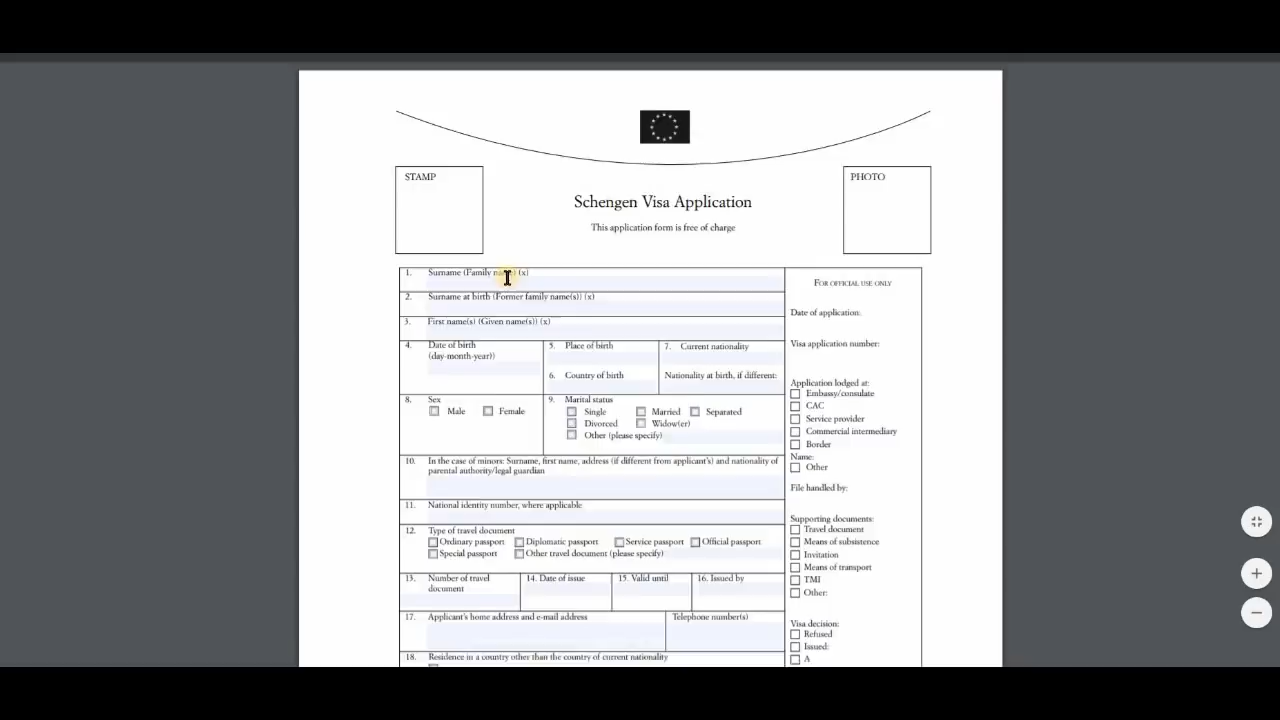 STAMP
PHOTO
Schengen Visa Application
This application form is free of charge
1. Surname (Family name) (x)
2. Surname at birth (Former family name(s)) (x)
3. First name(s) (Given name(s)) (x)
4. Date of birth
(day-month-year))
5. Place of birth
6. Country of birth
7. Current nationality
Nationality at birth, if different:
8. Sex
Male Female
9. Marital status
Single Married Separated
Divorced Widow(er)
Other (please specify)
10. In the case of minors: Surname, first name, address (if different from applicant's) and nationality of
parental authority/legal guardian
11. National identity number, where applicable
12. Type of travel document
Ordinary passport Diplomatic passport Service passport Official passport
Special passport Other travel document (please specify)
13. Number of travel
document
14. Date of issue
15. Valid until
16. Issued by
17. Applicant's home address and e-mail address
Telephone number(s)
18. Residence in a country other than the country of current nationality
FOR OFFICIAL USE ONLY
Date of application:
Visa application number:
Application lodged at:
Embassy/consulate
CAC
Service provider
Commercial intermediary
Border
Name:
Other
File handled by:
Supporting documents:
Travel document
Means of subsistence
Invitation
Means of transport
TMI
Other:
Visa decision:
Refused
Issued:
A